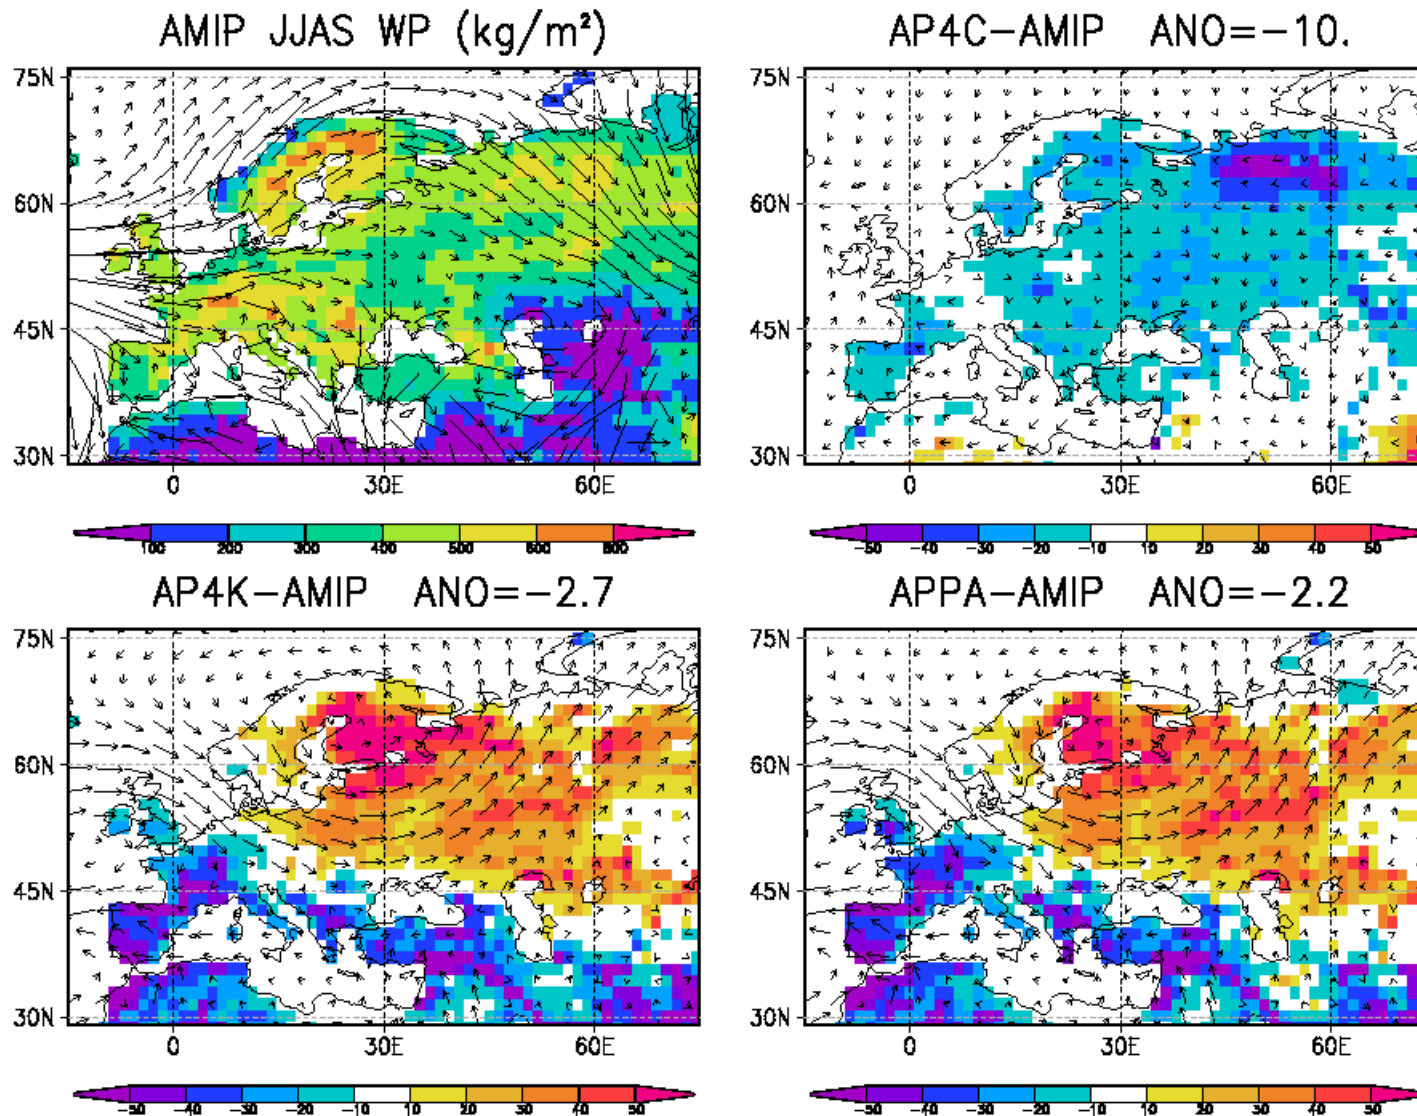 AMIP JJAS WP (kg/m²)
75N
60N
45N
30N
0 30E 60E
100 200 300 400 500 600 800
AP4C-AMIP ANO=-10.
75N
60N
45N
30N
0 30E 60E
-50 -40 -30 -20 -10 10 20 30 40 50
AP4K-AMIP ANO=-2.7
75N
60N
45N
30N
0 30E 60E
-50 -40 -30 -20 -10 10 20 30 40 50
APPA-AMIP ANO=-2.2
75N
60N
45N
30N
0 30E 60E
-50 -40 -30 -20 -10 10 20 30 40 50